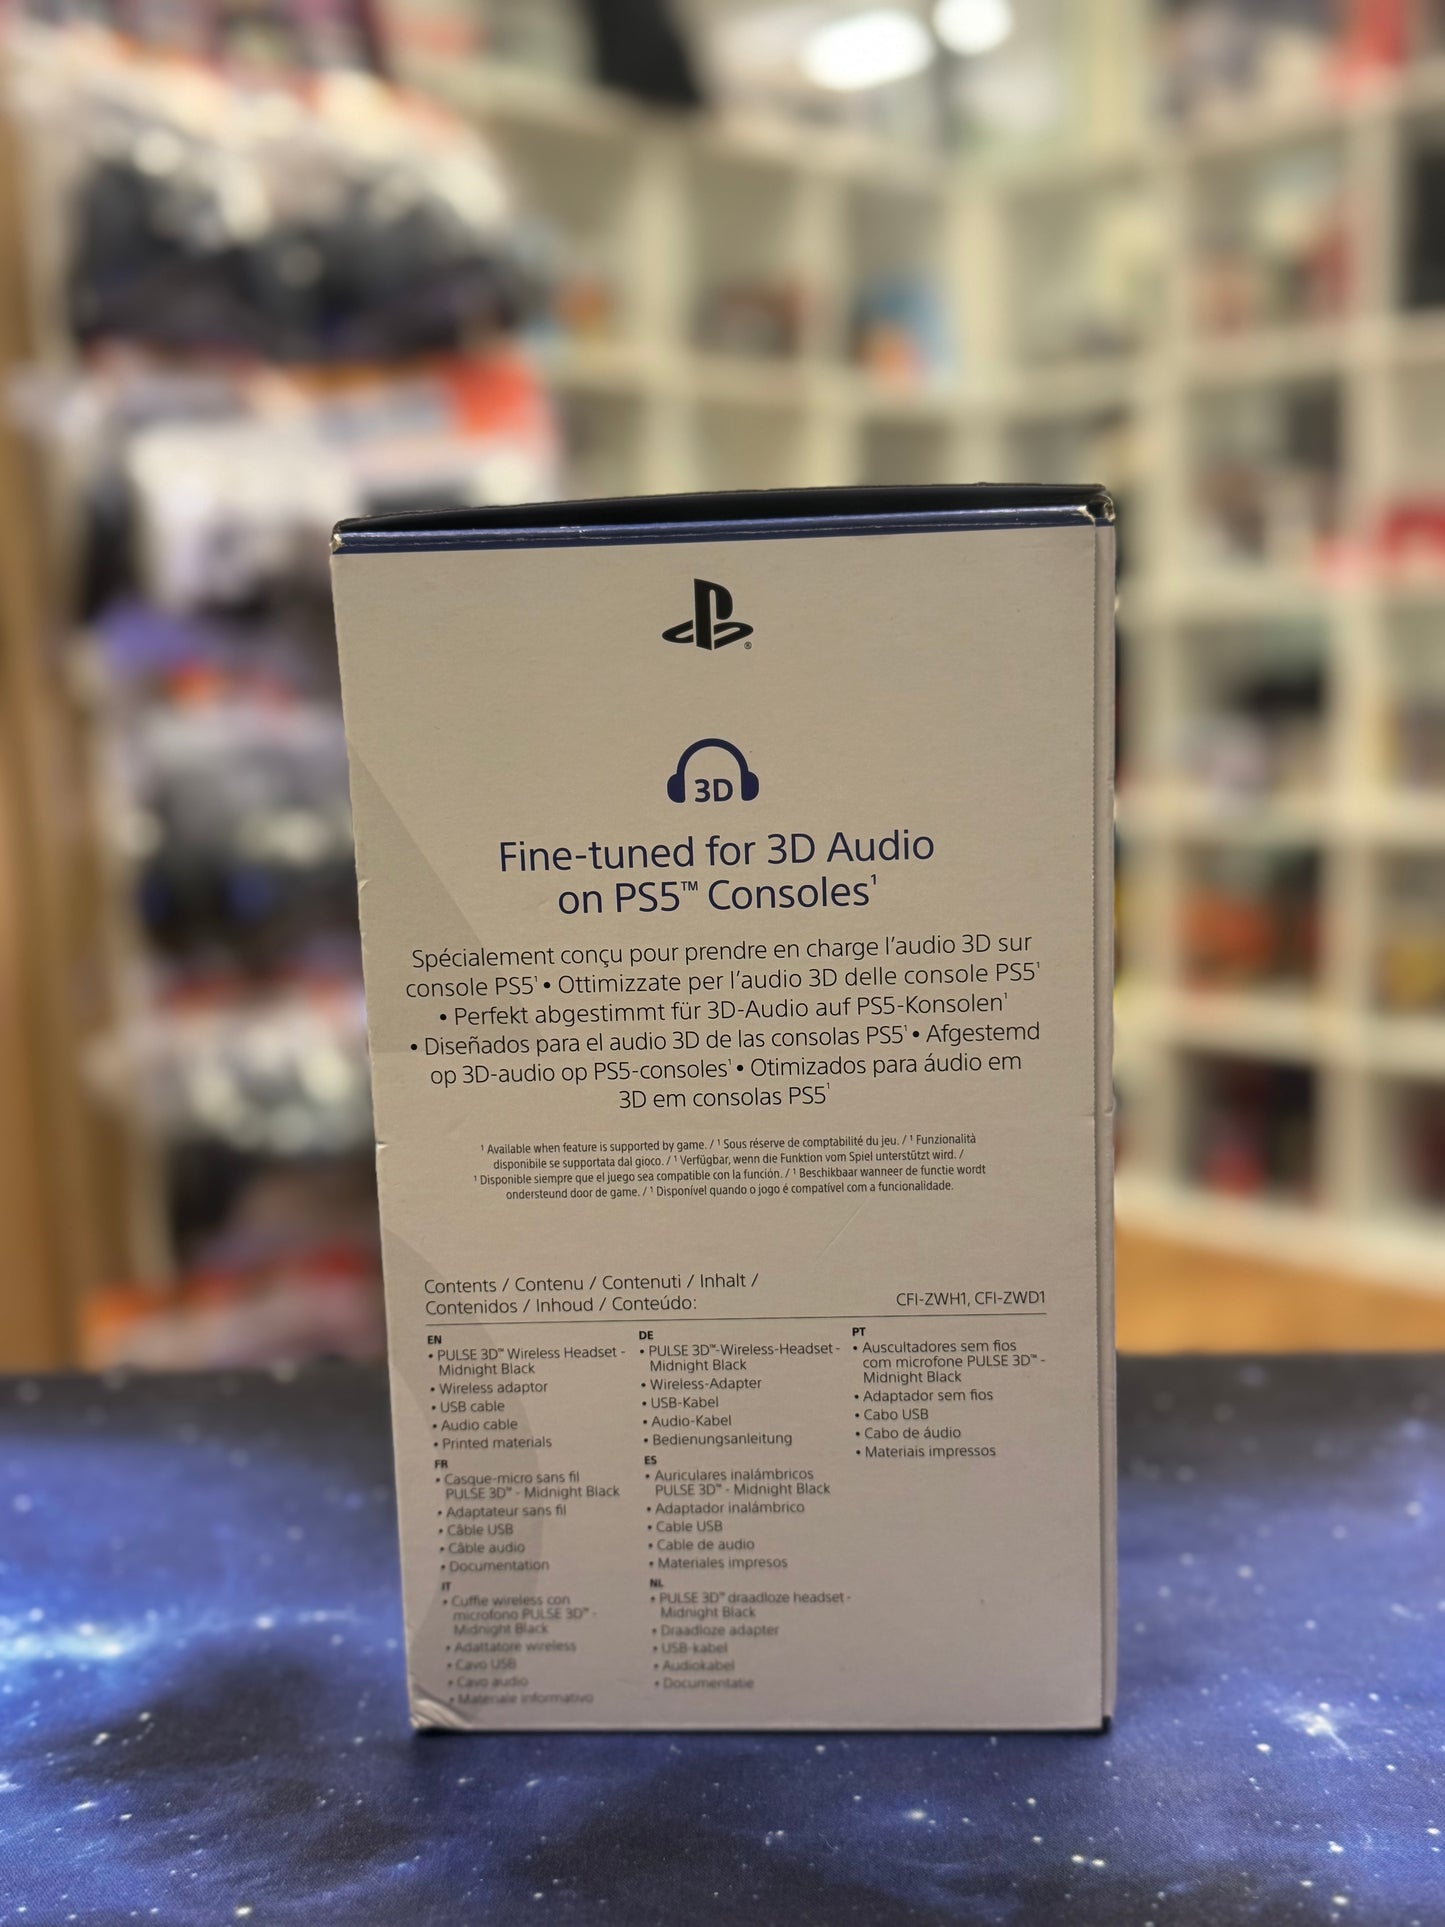 3D
Fine-tuned for 3D Audio
on PS5™ Consoles¹
Spécialement conçu pour prendre en charge l'audio 3D sur
console PS5¹ • Ottimizzate per l'audio 3D delle console PS5¹
• Perfekt abgestimmt für 3D-Audio auf PS5-Konsolen¹
• Diseñados para el audio 3D de las consolas PS5¹ • Afgestemd
op 3D-audio op PS5-consoles¹ • Otimizados para áudio em
3D em consolas PS5¹
¹ Available when feature is supported by game. / ¹ Sous réserve de comptabilité du jeu. / ¹ Funzionalità
disponibile se supportata dal gioco. / ¹ Verfügbar, wenn die Funktion vom Spiel unterstützt wird. /
¹ Disponible siempre que el juego sea compatible con la función. / ¹ Beschikbaar wanneer de functie wordt
ondersteund door de game. / ¹ Disponível quando o jogo é compatível com a funcionalidade.
Contents / Contenu / Contenuti / Inhalt /
Contenidos / Inhoud / Conteúdo:
CFI-ZWH1, CFI-ZWD1
EN
• PULSE 3D™ Wireless Headset -
Midnight Black
• Wireless adaptor
• USB cable
• Audio cable
• Printed materials
FR
• Casque-micro sans fil
PULSE 3D™ - Midnight Black
• Adaptateur sans fil
• Câble USB
• Câble audio
• Documentation
IT
• Cuffie wireless con
microfono PULSE 3D™ -
Midnight Black
• Adattatore wireless
• Cavo USB
• Cavo audio
• Materiale informativo
DE
• PULSE 3D™-Wireless-Headset -
Midnight Black
• Wireless-Adapter
• USB-Kabel
• Audio-Kabel
• Bedienungsanleitung
ES
• Auriculares inalámbricos
PULSE 3D™ - Midnight Black
• Adaptador inalámbrico
• Cable USB
• Cable de audio
• Materiales impresos
NL
• PULSE 3D™ draadloze headset -
Midnight Black
• Draadloze adapter
• USB-kabel
• Audiokabel
• Documentatie
PT
• Auscultadores sem fios
com microfone PULSE 3D™ -
Midnight Black
• Adaptador sem fios
• Cabo USB
• Cabo de áudio
• Materiais impressos